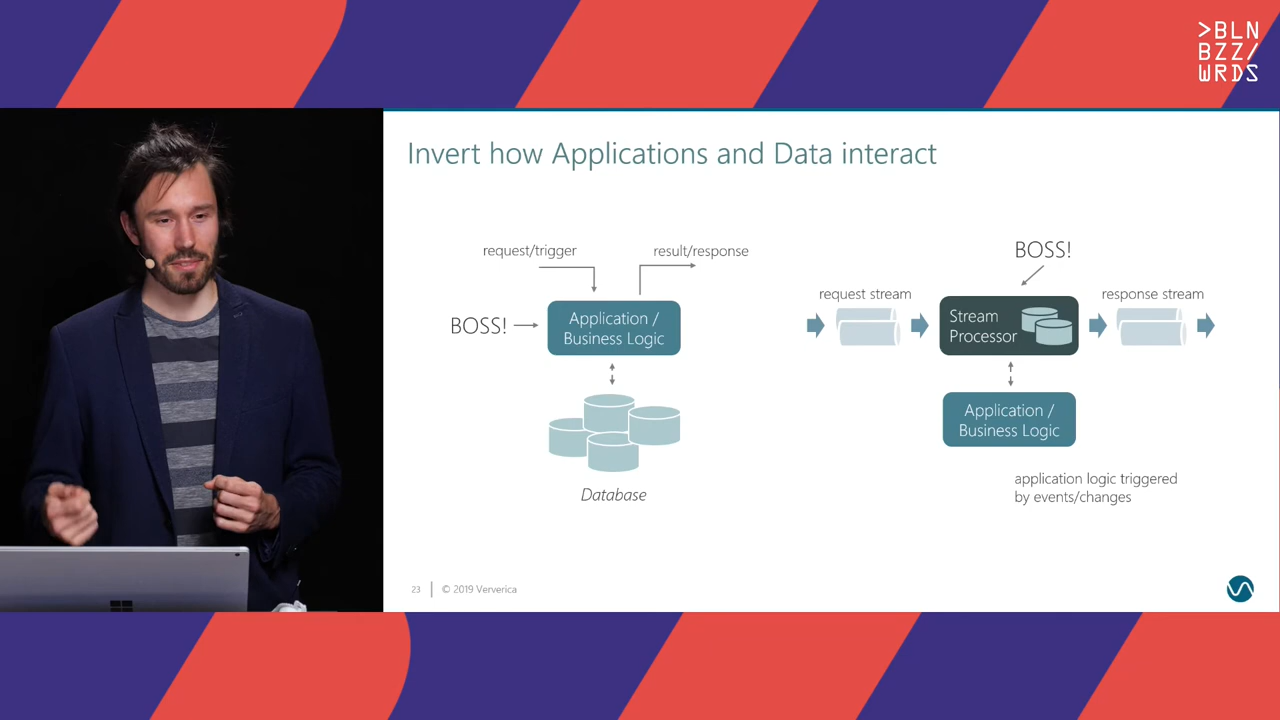 >BLN
BZZ/
WRDS
Invert how Applications and Data interact
request/trigger
result/response
BOSS!
Application /
Business Logic
Database
BOSS!
request stream
Stream
Processor
response stream
Application /
Business Logic
application logic triggered
by events/changes
23
© 2019 Ververica